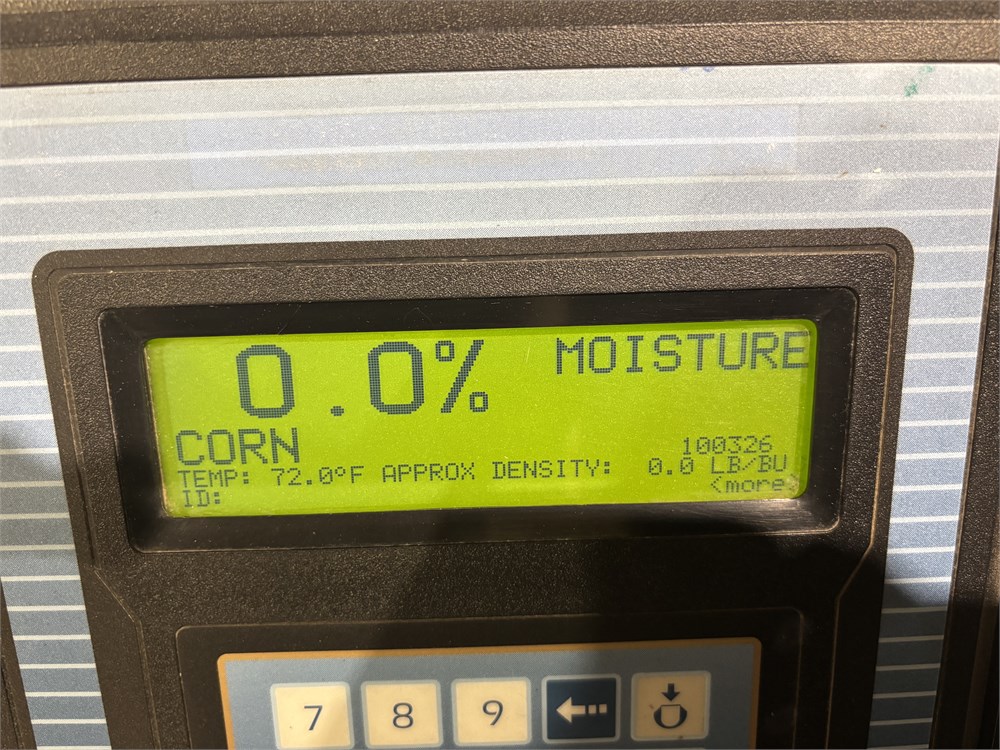 0.0% MOISTURE
CORN 100326
TEMP: 72.0°F APPROX DENSITY: 0.0 LB/BU
ID: <more>
7 8 9